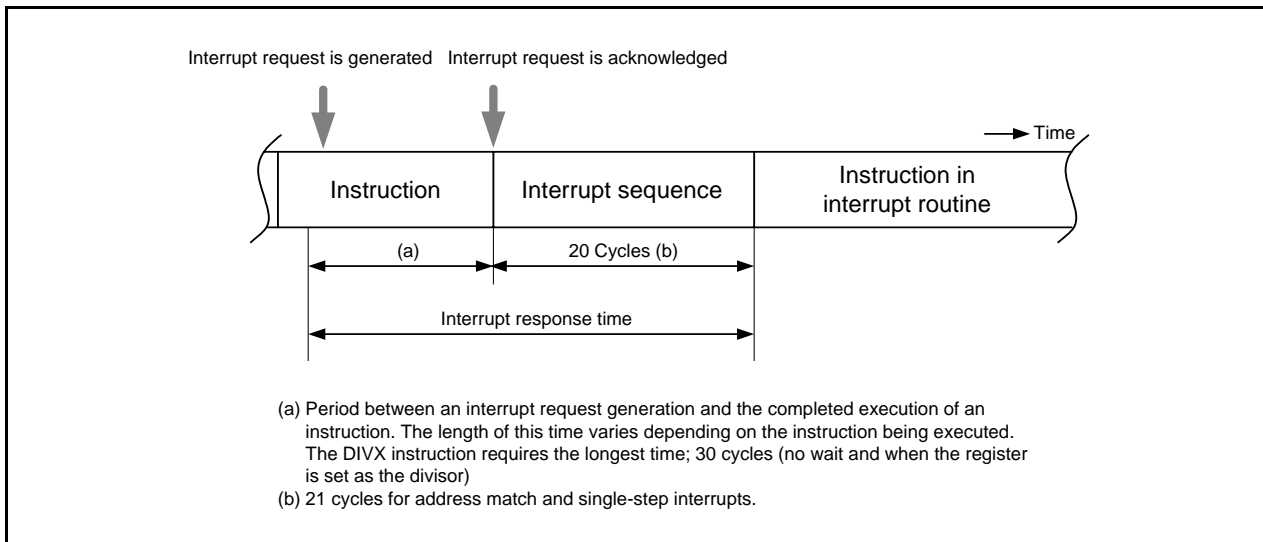 Interrupt request is generated Interrupt request is acknowledged
Time
Instruction
Interrupt sequence
Instruction in
interrupt routine
(a)
20 Cycles (b)
Interrupt response time
(a) Period between an interrupt request generation and the completed execution of an
instruction. The length of this time varies depending on the instruction being executed.
The DIVX instruction requires the longest time; 30 cycles (no wait and when the register
is set as the divisor)
(b) 21 cycles for address match and single-step interrupts.